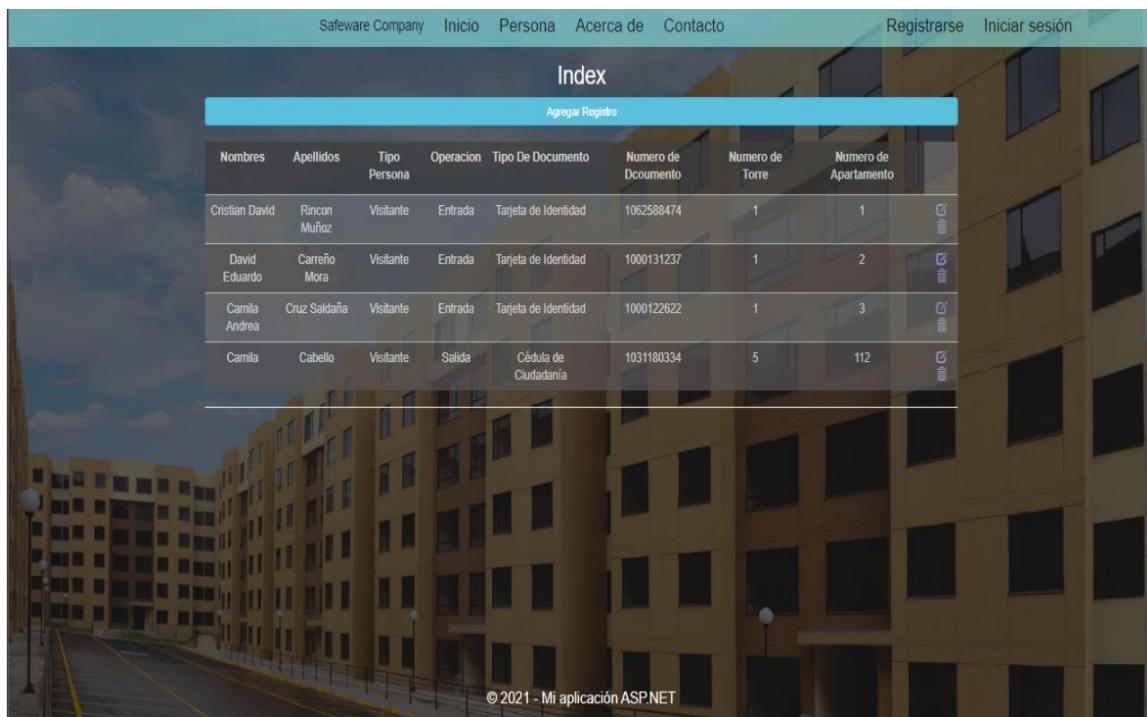 Safeware Company Inicio Persona Acerca de Contacto Registrarse Iniciar sesión
Index
Agregar Registro
Nombres Apellidos Tipo Persona Operacion Tipo De Documento Numero de Dcoumento Numero de Torre Numero de Apartamento
Cristian David Rincon Muñoz Visitante Entrada Tarjeta de Identidad 1062588474 1 1
David Eduardo Carreño Mora Visitante Entrada Tarjeta de Identidad 1000131237 1 2
Camila Andrea Cruz Saldaña Visitante Entrada Tarjeta de Identidad 1000122622 1 3
Camila Cabello Visitante Salida Cédula de Ciudadanía 1031180334 5 112
© 2021 - Mi aplicación ASP.NET